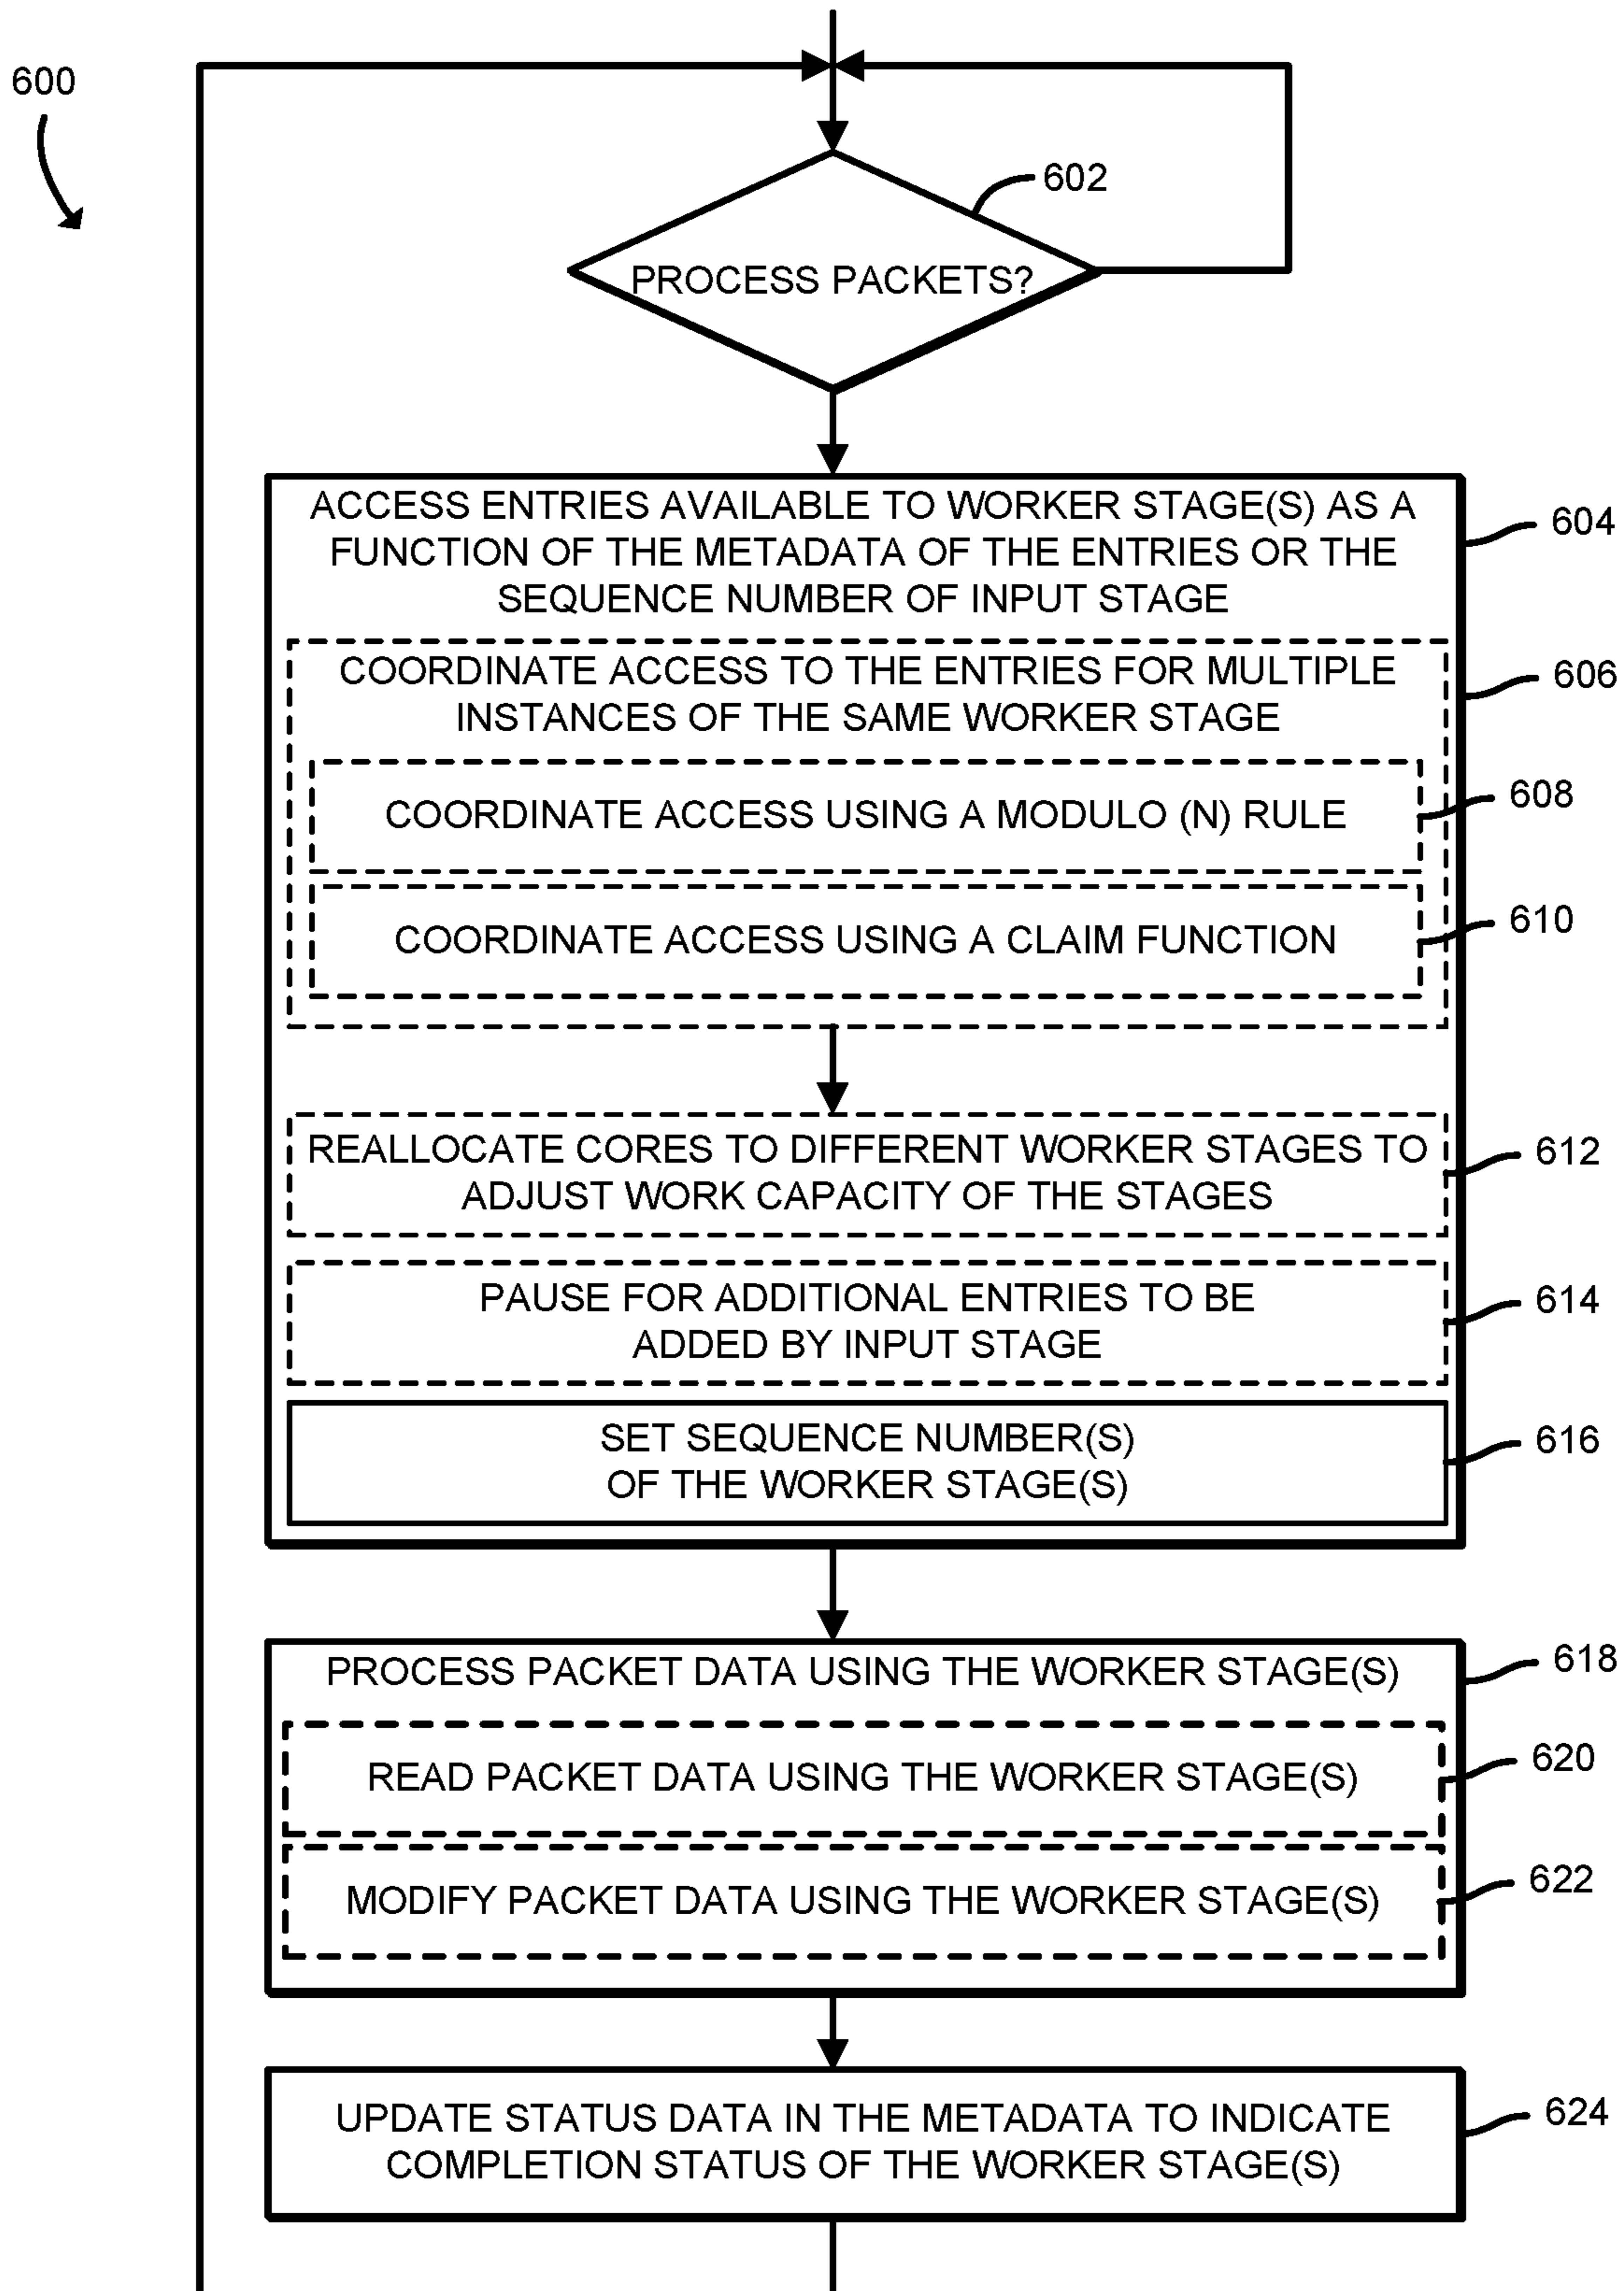 600
602
PROCESS PACKETS?
ACCESS ENTRIES AVAILABLE TO WORKER STAGE(S) AS A
FUNCTION OF THE METADATA OF THE ENTRIES OR THE
SEQUENCE NUMBER OF INPUT STAGE
604
COORDINATE ACCESS TO THE ENTRIES FOR MULTIPLE
INSTANCES OF THE SAME WORKER STAGE
606
COORDINATE ACCESS USING A MODULO (N) RULE
608
COORDINATE ACCESS USING A CLAIM FUNCTION
610
REALLOCATE CORES TO DIFFERENT WORKER STAGES TO
ADJUST WORK CAPACITY OF THE STAGES
612
PAUSE FOR ADDITIONAL ENTRIES TO BE
ADDED BY INPUT STAGE
614
SET SEQUENCE NUMBER(S)
OF THE WORKER STAGE(S)
616
PROCESS PACKET DATA USING THE WORKER STAGE(S)
618
READ PACKET DATA USING THE WORKER STAGE(S)
620
MODIFY PACKET DATA USING THE WORKER STAGE(S)
622
UPDATE STATUS DATA IN THE METADATA TO INDICATE
COMPLETION STATUS OF THE WORKER STAGE(S)
624